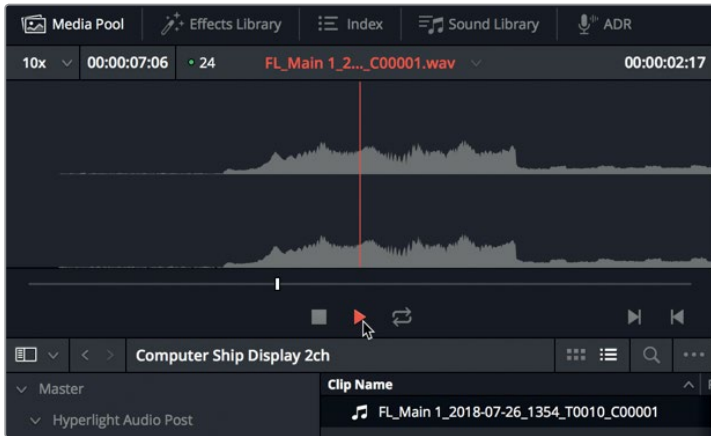 Media Pool Effects Library Index Sound Library ADR
10x 00:00:07:06 24 FL_Main 1_2..._C00001.wav 00:00:02:17
Computer Ship Display 2ch
Master Clip Name
Hyperlight Audio Post FL_Main 1_2018-07-26_1354_T0010_C00001